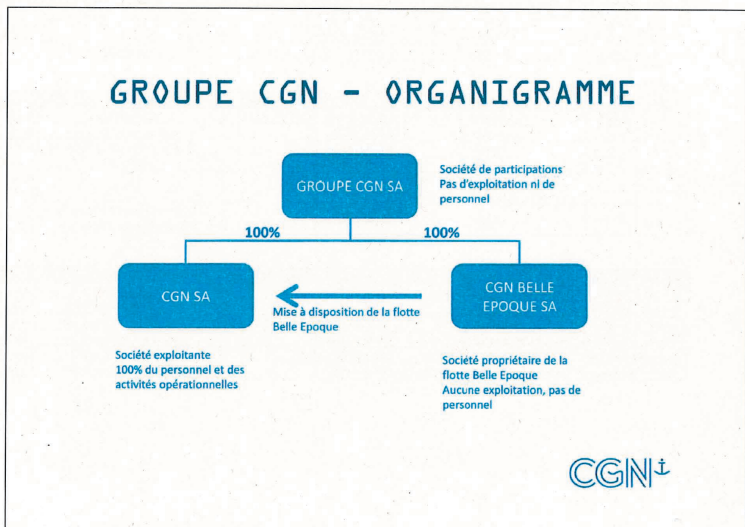 GROUPE CGN - ORGANIGRAMME
GROUPE CGN SA
Société de participations
Pas d'exploitation ni de
personnel
100%
100%
CGN SA
Mise à disposition de la flotte
Belle Epoque
CGN BELLE
EPOQUE SA
Société exploitante
100% du personnel et des
activités opérationnelles
Société propriétaire de la
flotte Belle Epoque
Aucune exploitation, pas de
personnel
CGN